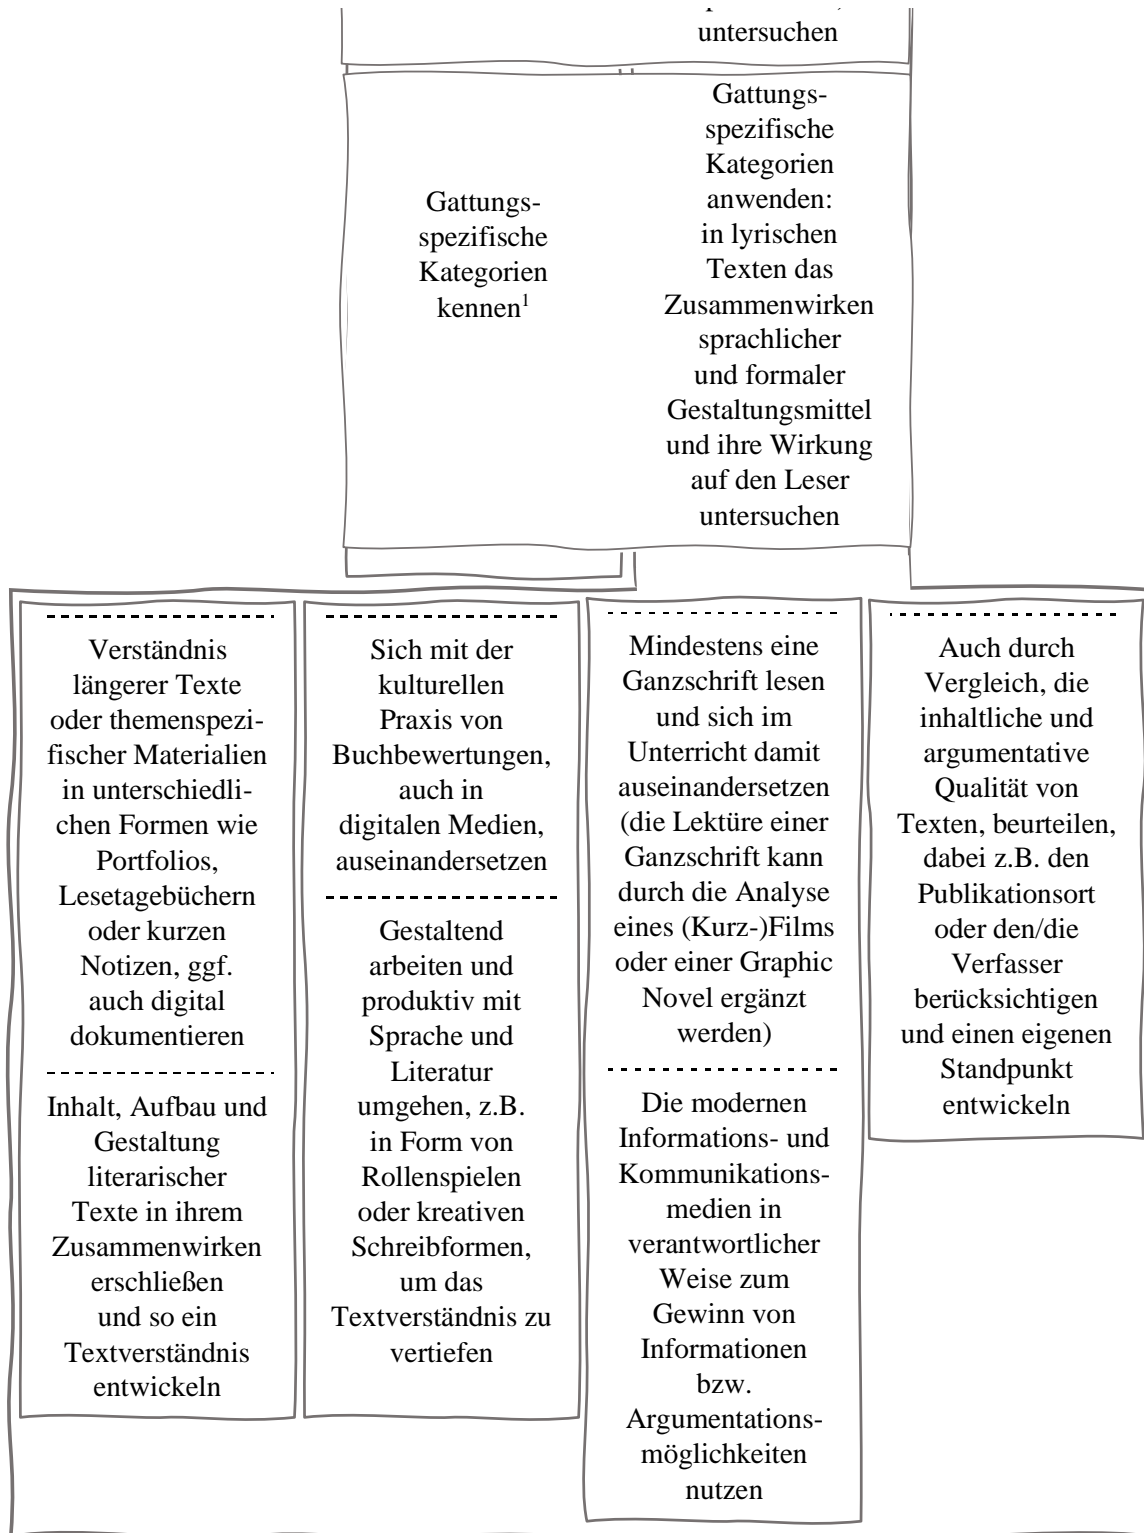 untersuchen
Gattungs-
spezifische
Kategorien
kennen¹
Gattungs-
spezifische
Kategorien
anwenden:
in lyrischen
Texten das
Zusammenwirken
sprachlicher
und formaler
Gestaltungsmittel
und ihre Wirkung
auf den Leser
untersuchen
Verständnis
längerer Texte
oder themenspezi-
fischer Materialien
in unterschiedli-
chen Formen wie
Portfolios,
Lesetagebüchern
oder kurzen
Notizen, ggf.
auch digital
dokumentieren
Inhalt, Aufbau und
Gestaltung
literarischer
Texte in ihrem
Zusammenwirken
erschließen
und so ein
Textverständnis
entwickeln
Sich mit der
kulturellen
Praxis von
Buchbewertungen,
auch in
digitalen Medien,
auseinandersetzen
Gestaltend
arbeiten und
produktiv mit
Sprache und
Literatur
umgehen, z.B.
in Form von
Rollenspielen
oder kreativen
Schreibformen,
um das
Textverständnis zu
vertiefen
Mindestens eine
Ganzschrift lesen
und sich im
Unterricht damit
auseinandersetzen
(die Lektüre einer
Ganzschrift kann
durch die Analyse
eines (Kurz-)Films
oder einer Graphic
Novel ergänzt
werden)
Die modernen
Informations- und
Kommunikations-
medien in
verantwortlicher
Weise zum
Gewinn von
Informationen
bzw.
Argumentations-
möglichkeiten
nutzen
Auch durch
Vergleich, die
inhaltliche und
argumentative
Qualität von
Texten, beurteilen,
dabei z.B. den
Publikationsort
oder den/die
Verfasser
berücksichtigen
und einen eigenen
Standpunkt
entwickeln